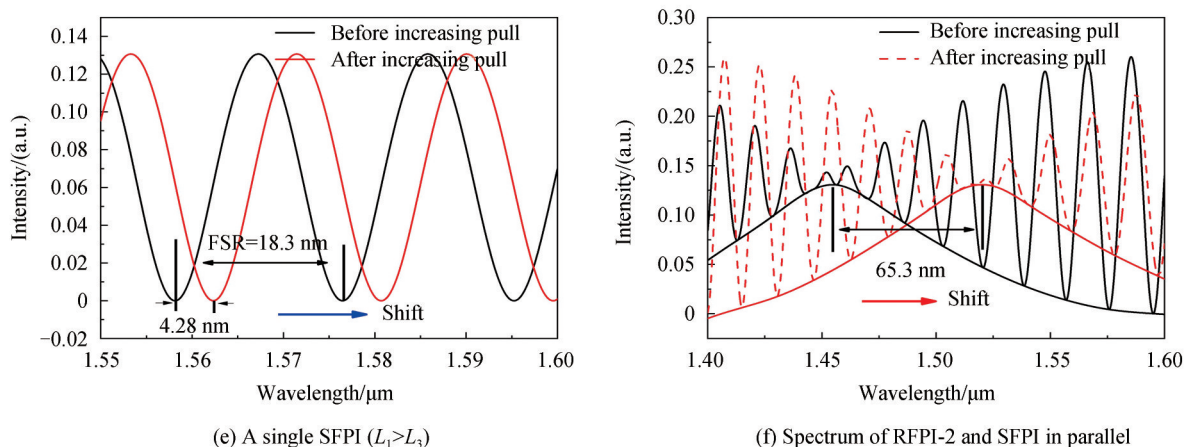 0.14
0.12
0.10
0.08
0.06
0.04
0.02
0
−0.02
Intensity/(a.u.)
Before increasing pull
After increasing pull
FSR=18.3 nm
4.28 nm
Shift
1.55
1.56
1.57
1.58
1.59
1.60
Wavelength/μm
(e) A single SFPI (L₁>L₃)
0.30
0.25
0.20
0.15
0.10
0.05
0
Intensity/(a.u.)
Before increasing pull
After increasing pull
65.3 nm
Shift
1.40
1.45
1.50
1.55
1.60
Wavelength/μm
(f) Spectrum of RFPI-2 and SFPI in parallel